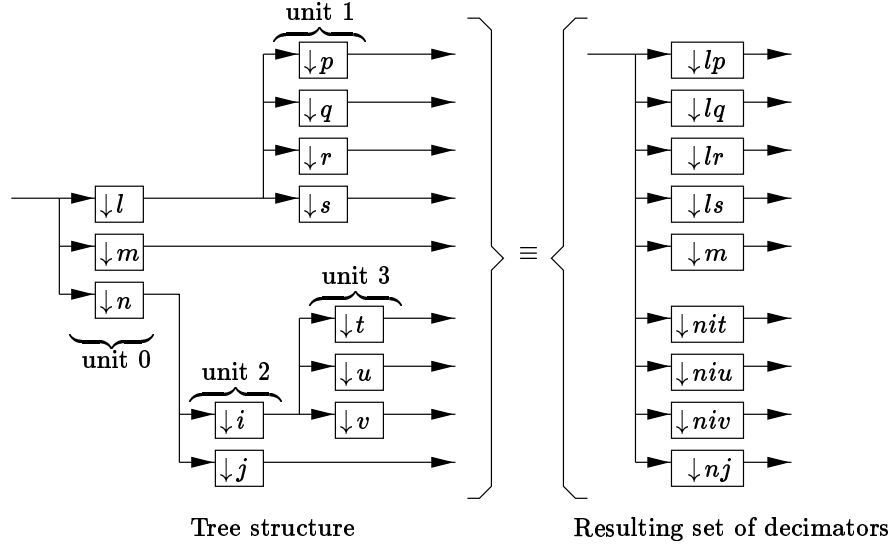 unit 1
↓p
↓q
↓r
↓l
↓s
↓m
↓n
unit 0
unit 3
↓t
unit 2
↓u
↓i
↓v
↓j
≡
↓lp
↓lq
↓lr
↓ls
↓m
↓nit
↓niu
↓niv
↓nj
Tree structure
Resulting set of decimators